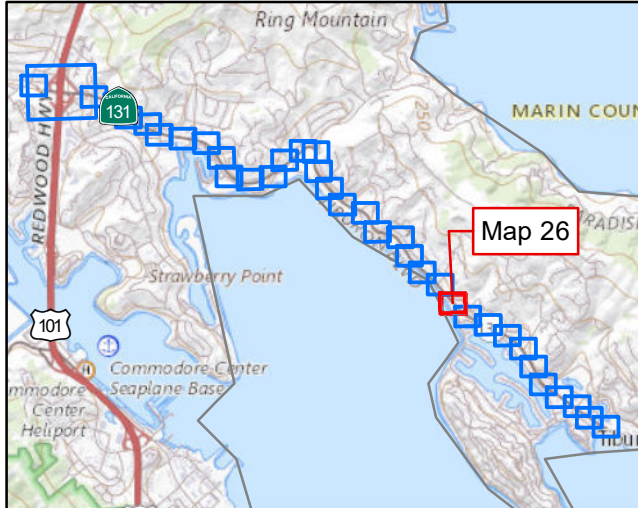 Ring Mountain
CALIFORNIA
131
250
MARIN COUN
REDWOOD HWY
PARADIS
Map 26
Strawberry Point
101
Commodore Center
Seaplane Base
H
mmodore
Center
Heliport
Tibur